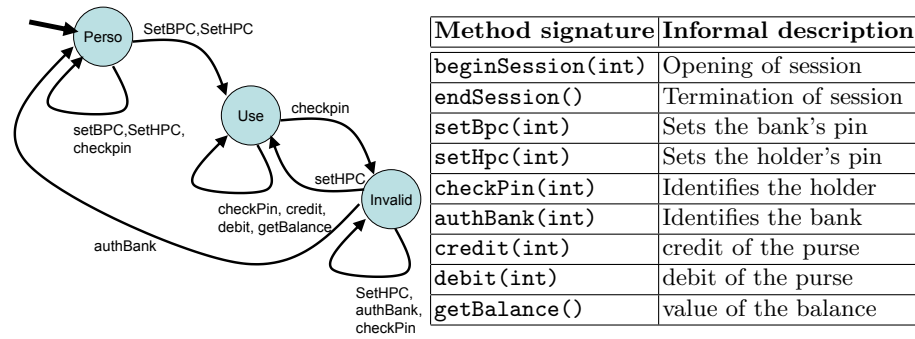 Perso
SetBPC,SetHPC
setBPC,SetHPC,
checkpin
Use
checkpin
setHPC
checkPin, credit,
debit, getBalance
Invalid
authBank
SetHPC,
authBank,
checkPin
Method signature Informal description
beginSession(int) Opening of session
endSession() Termination of session
setBpc(int) Sets the bank's pin
setHpc(int) Sets the holder's pin
checkPin(int) Identifies the holder
authBank(int) Identifies the bank
credit(int) credit of the purse
debit(int) debit of the purse
getBalance() value of the balance